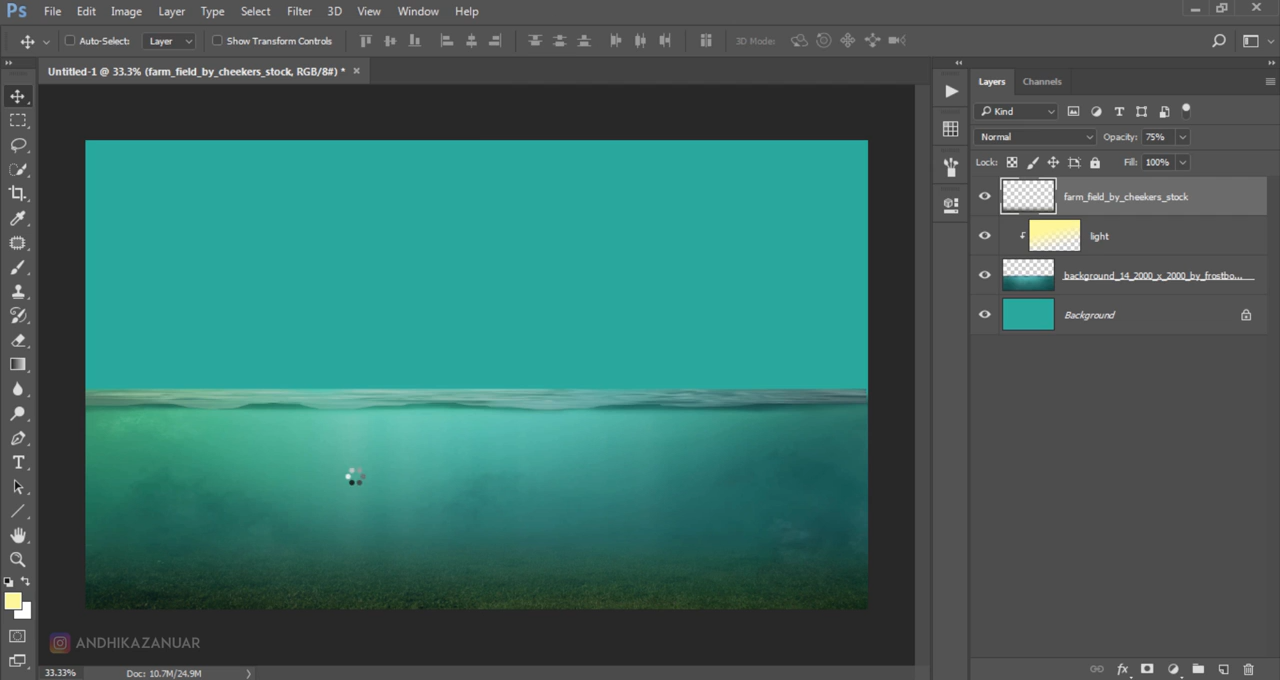 Ps File Edit Image Layer Type Select Filter 3D View Window Help
Auto-Select: Layer Show Transform Controls 3D Mode:
Untitled-1 @ 33.3% (farm_field_by_cheekers_stock, RGB/8#) *
Layers Channels
Kind
Normal Opacity: 75%
Lock: Fill: 100%
farm_field_by_cheekers_stock
light
background_14_2000_x_2000_by_frostbo...
Background
ANDHIKAZANUAR
33.33% Doc: 10.7M/24.9M